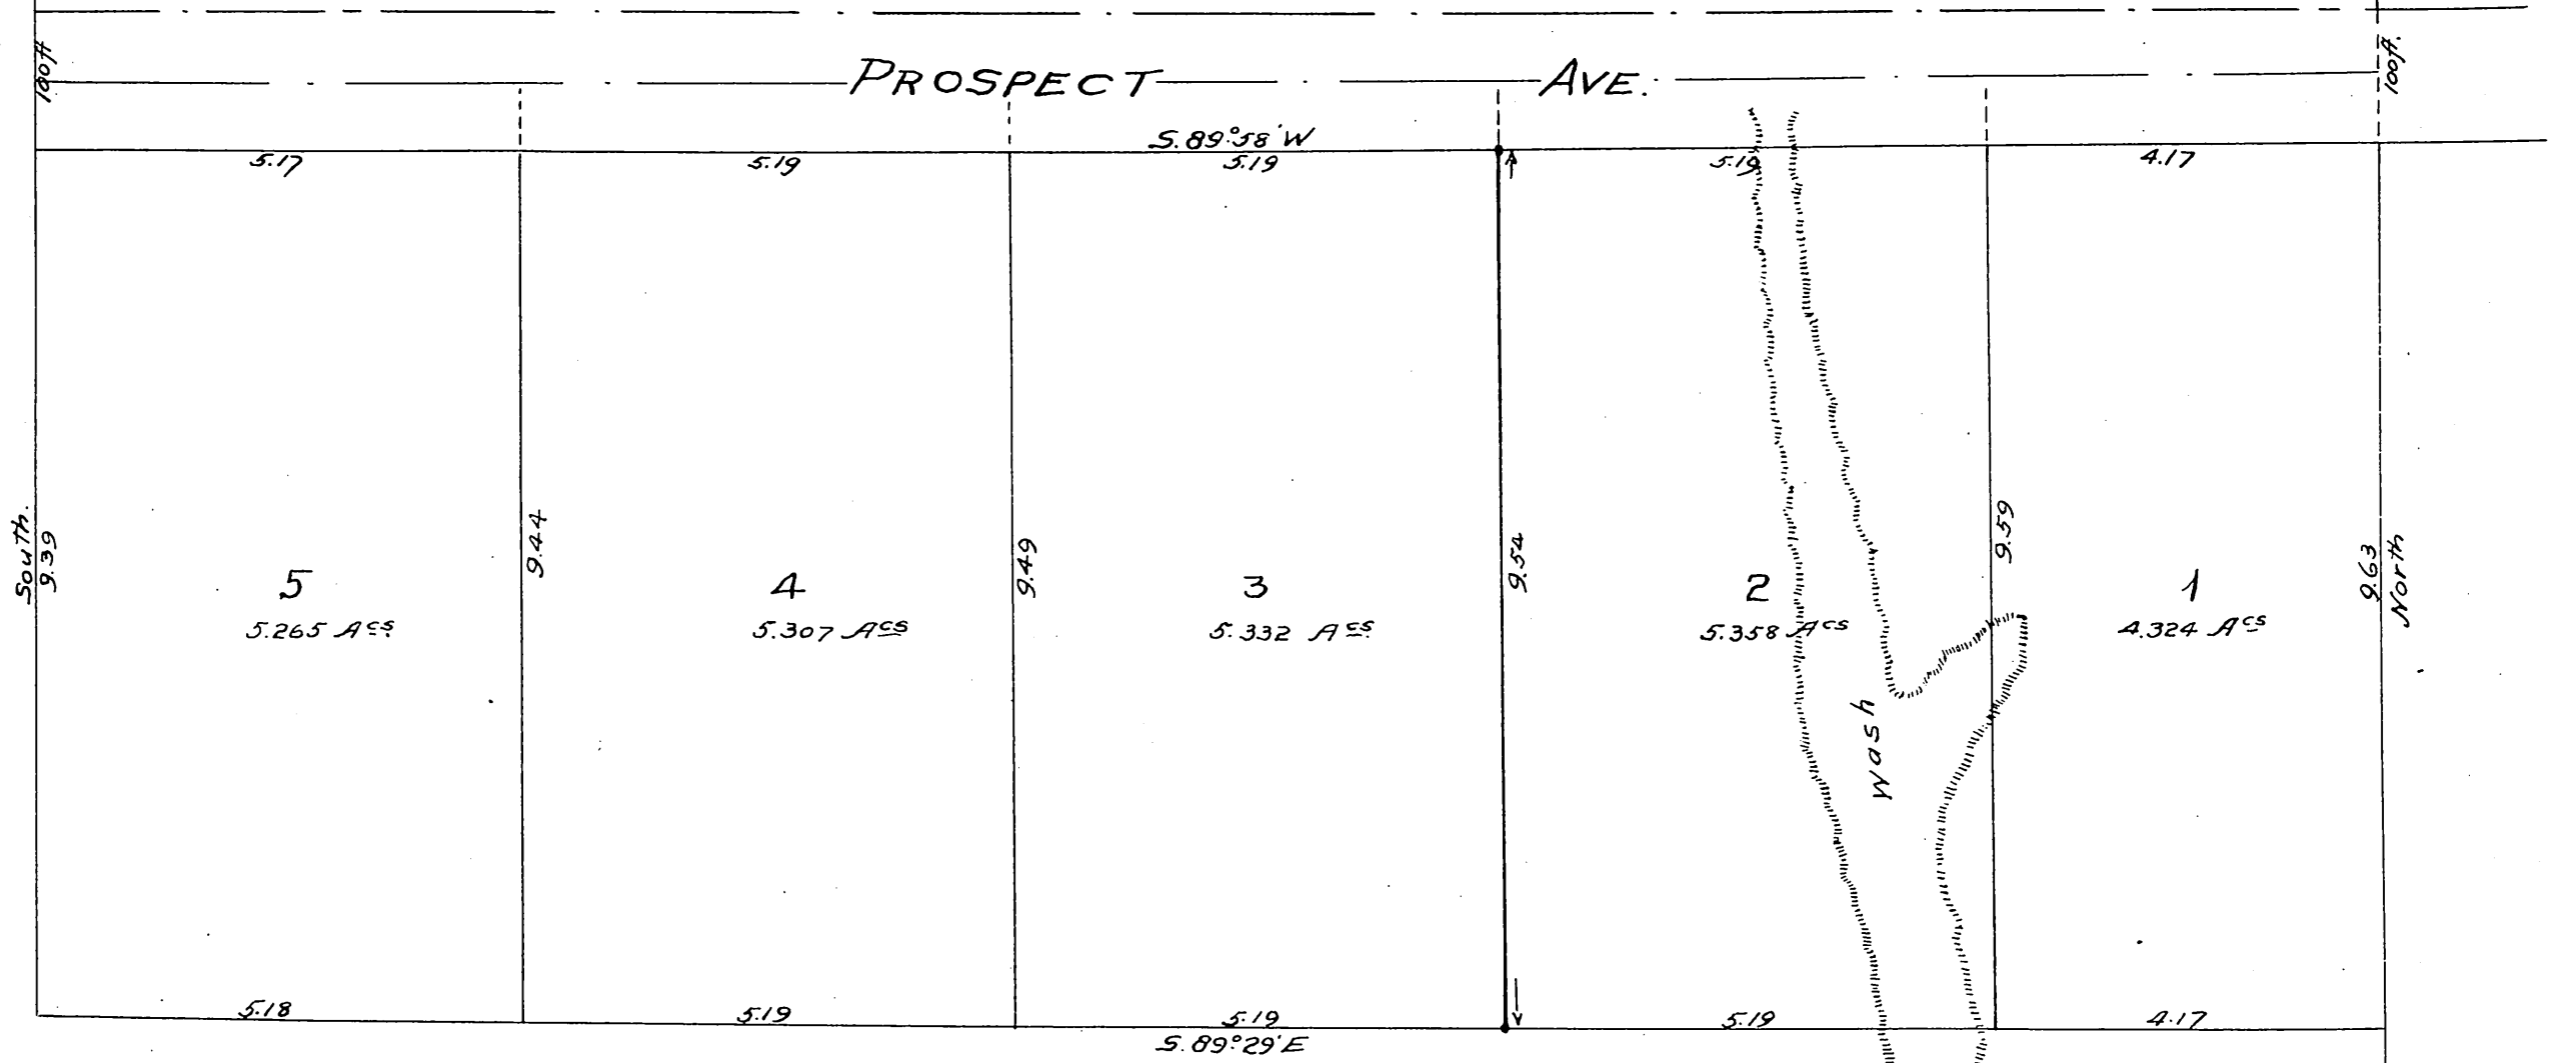 100ft
PROSPECT AVE.
100ft.
S. 89°58' W
5.17
5.19
5.19
5.19
4.17
South.
9.39
9.44
9.49
9.54
9.59
9.63
North
5
4
3
2
1
5.265 Acs
5.307 Acs
5.332 Acs
5.358 Acs
4.324 Acs
Wash
5.18
5.19
5.19
5.19
4.17
S. 89°29' E